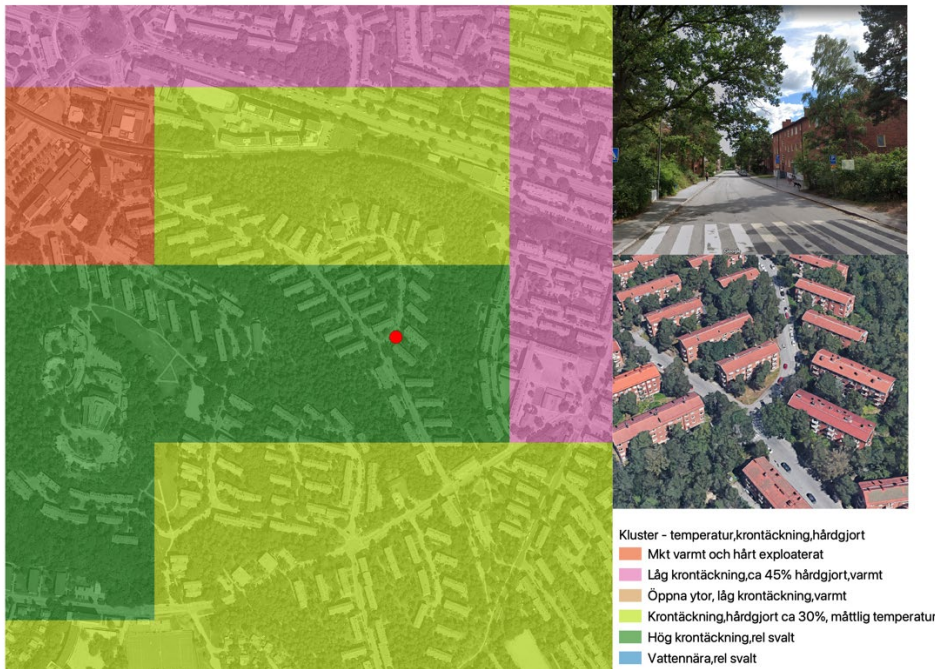 Kluster - temperatur,krontäckning,hårdgjort
Mkt varmt och hårt exploaterat
Låg krontäckning,ca 45% hårdgjort,varmt
Öppna ytor, låg krontäckning,varmt
Krontäckning,hårdgjort ca 30%, måttlig temperatur
Hög krontäckning,rel svalt
Vattennära,rel svalt